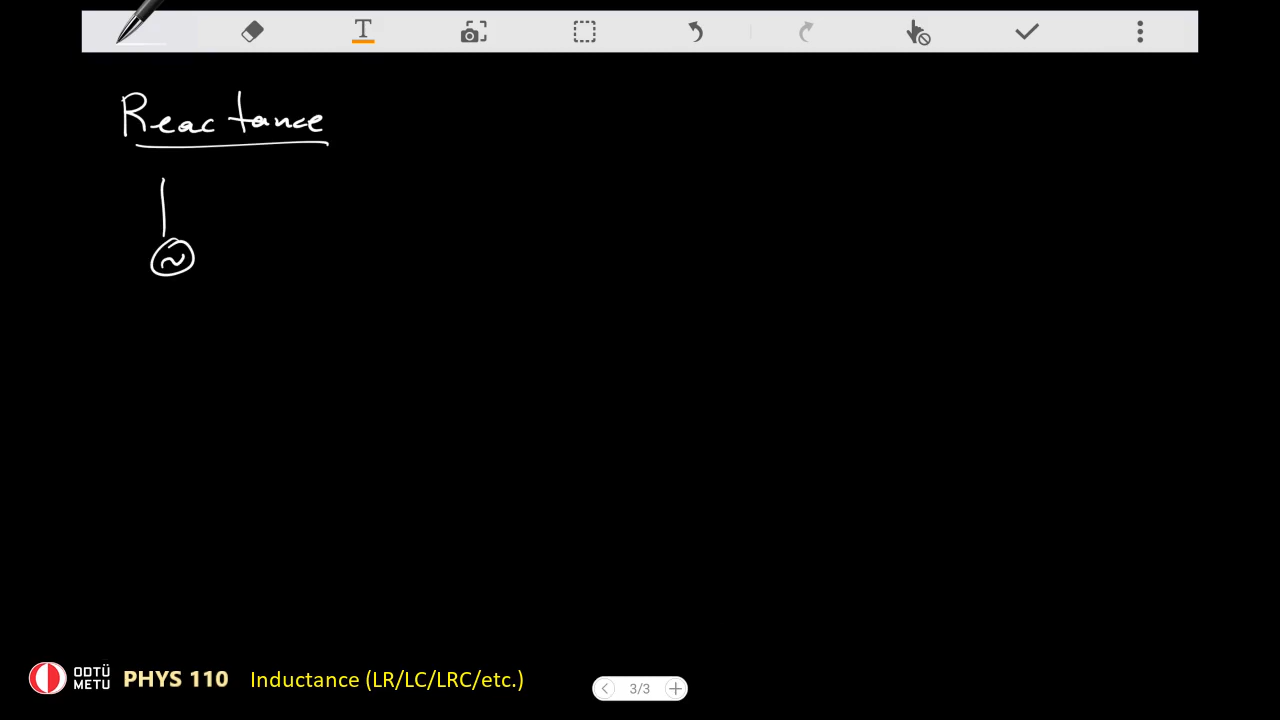 T
Reactance
~
ODTÜ
METU
PHYS 110 Inductance (LR/LC/LRC/etc.)
3/3